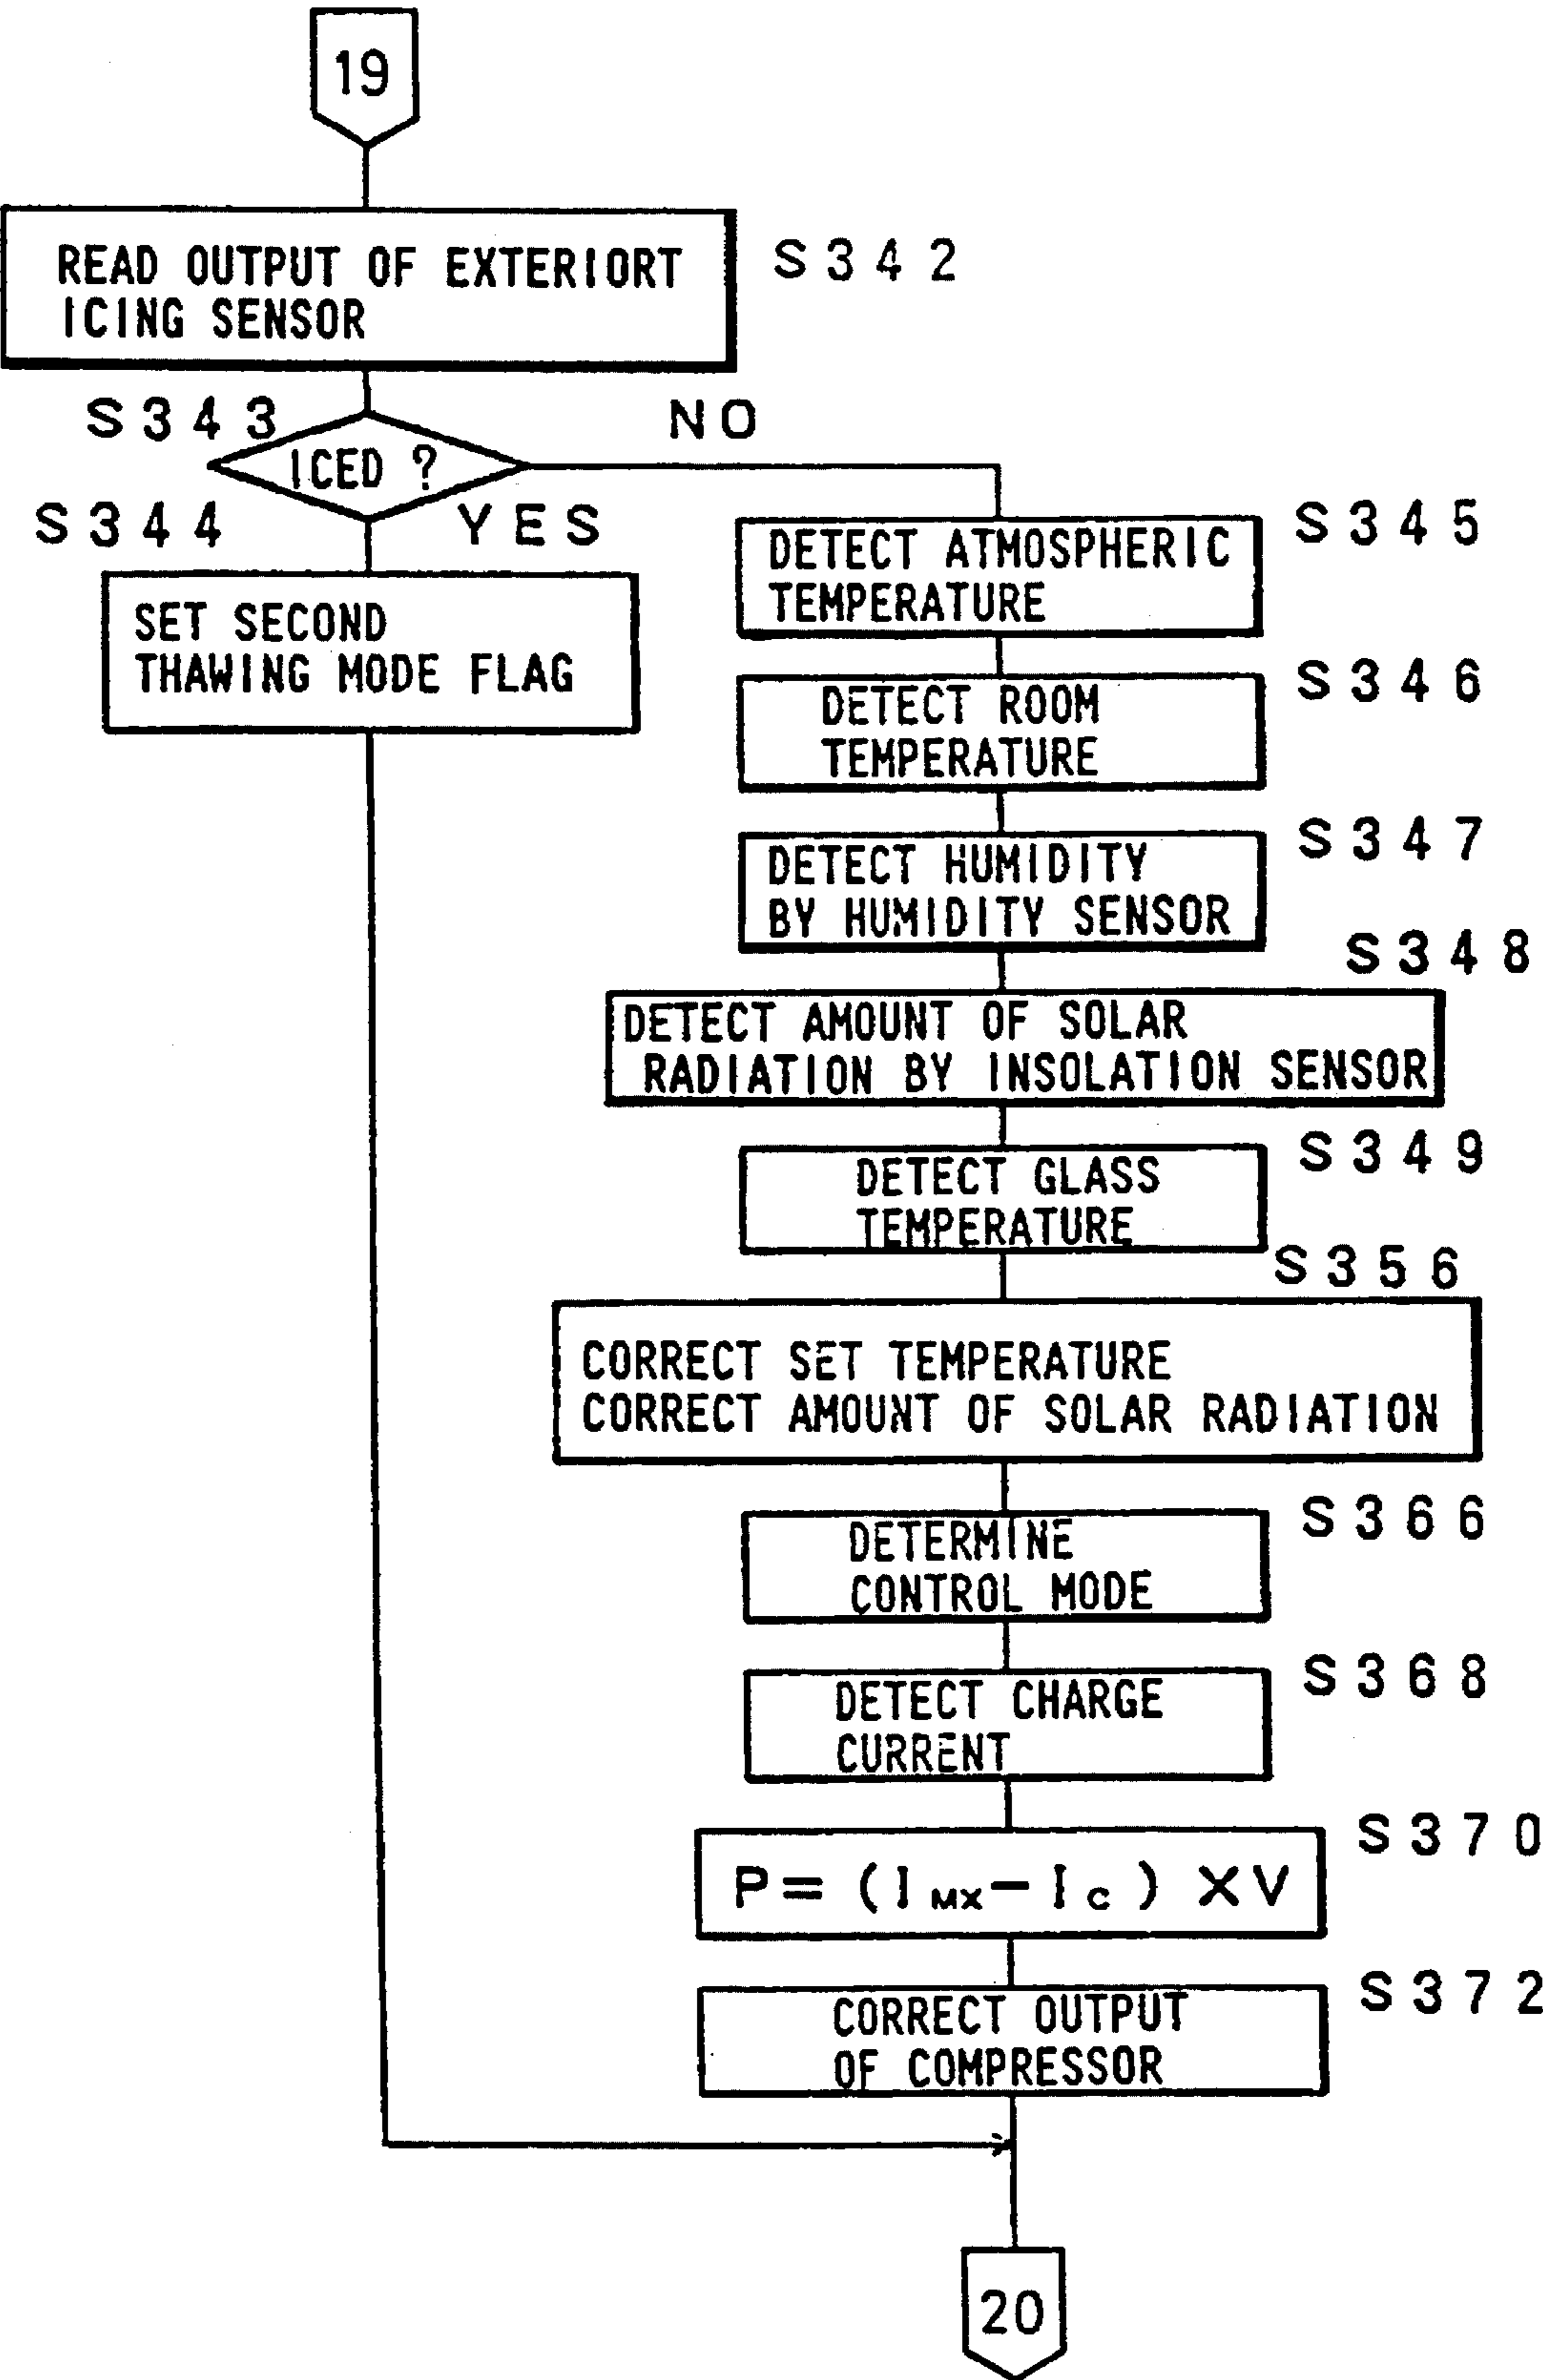 19
READ OUTPUT OF EXTERIORT
ICING SENSOR
S342
S343
ICED ?
NO
S344
YES
SET SECOND
THAWING MODE FLAG
DETECT ATMOSPHERIC
TEMPERATURE
S345
DETECT ROOM
TEMPERATURE
S346
DETECT HUMIDITY
BY HUMIDITY SENSOR
S347
S348
DETECT AMOUNT OF SOLAR
RADIATION BY INSOLATION SENSOR
S349
DETECT GLASS
TEMPERATURE
S356
CORRECT SET TEMPERATURE
CORRECT AMOUNT OF SOLAR RADIATION
S366
DETERMINE
CONTROL MODE
S368
DETECT CHARGE
CURRENT
S370
P=(IMX-IC)XV
S372
CORRECT OUTPUT
OF COMPRESSOR
20